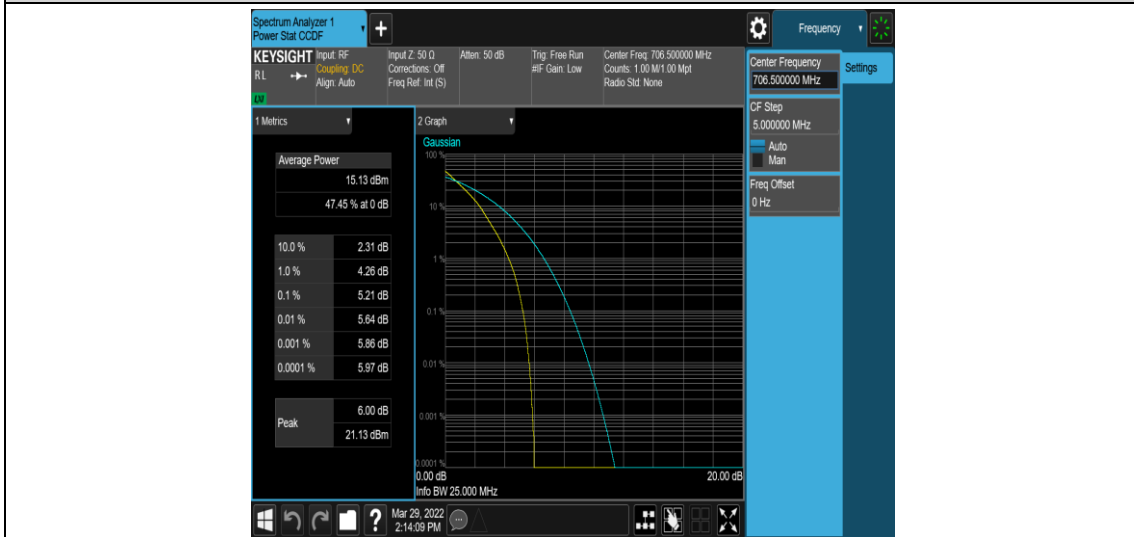 Spectrum Analyzer 1
Power Stat CCDF
+
Frequency
KEYSIGHT
RL
Input: RF
Coupling: DC
Align: Auto
Input Z: 50 Ω
Corrections: Off
Freq Ref: Int (S)
Atten: 50 dB
Trig: Free Run
#IF Gain: Low
Center Freq: 706.500000 MHz
Counts: 1.00 M/1.00 Mpt
Radio Std: None
Center Frequency
706.500000 MHz
Settings
CF Step
5.000000 MHz
Auto
Man
Freq Offset
0 Hz
1 Metrics
Average Power
15.13 dBm
47.45 % at 0 dB
10.0 % 2.31 dB
1.0 % 4.26 dB
0.1 % 5.21 dB
0.01 % 5.64 dB
0.001 % 5.86 dB
0.0001 % 5.97 dB
Peak 6.00 dB
21.13 dBm
2 Graph
Gaussian
100 %
10 %
1 %
0.1 %
0.01 %
0.001 %
0.0001 %
0.00 dB 20.00 dB
Info BW 25.000 MHz
?
Mar 29, 2022
2:14:09 PM